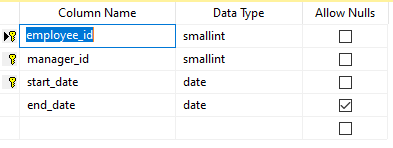 Column Name Data Type Allow Nulls
employee_id smallint
manager_id smallint
start_date date
end_date date